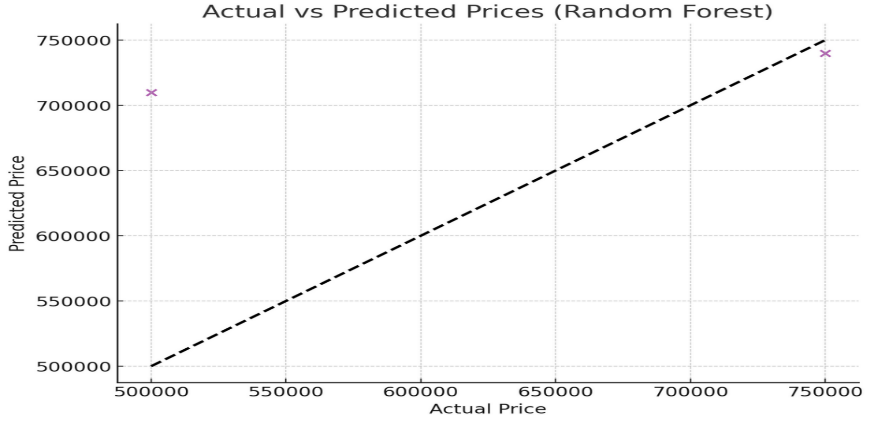 Actual vs Predicted Prices (Random Forest)
Predicted Price
750000
700000
650000
600000
550000
500000
500000 550000 600000 650000 700000 750000
Actual Price